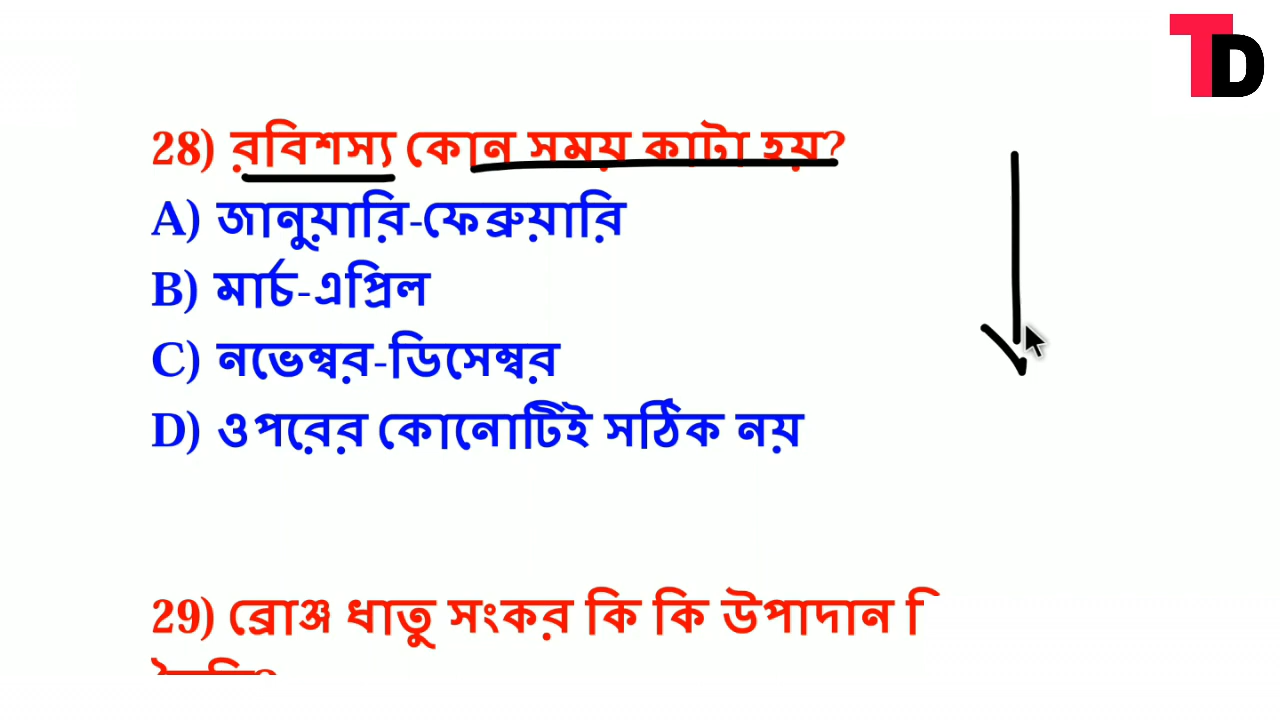 TD
28) রবিশস্য কোন সময় কাটা হয়?
A) জানুয়ারি-ফেব্রুয়ারি
B) মার্চ-এপ্রিল
C) নভেম্বর-ডিসেম্বর
D) ওপরের কোনোটিই সঠিক নয়
29) ব্রোঞ্জ ধাতু সংকর কি কি উপাদান